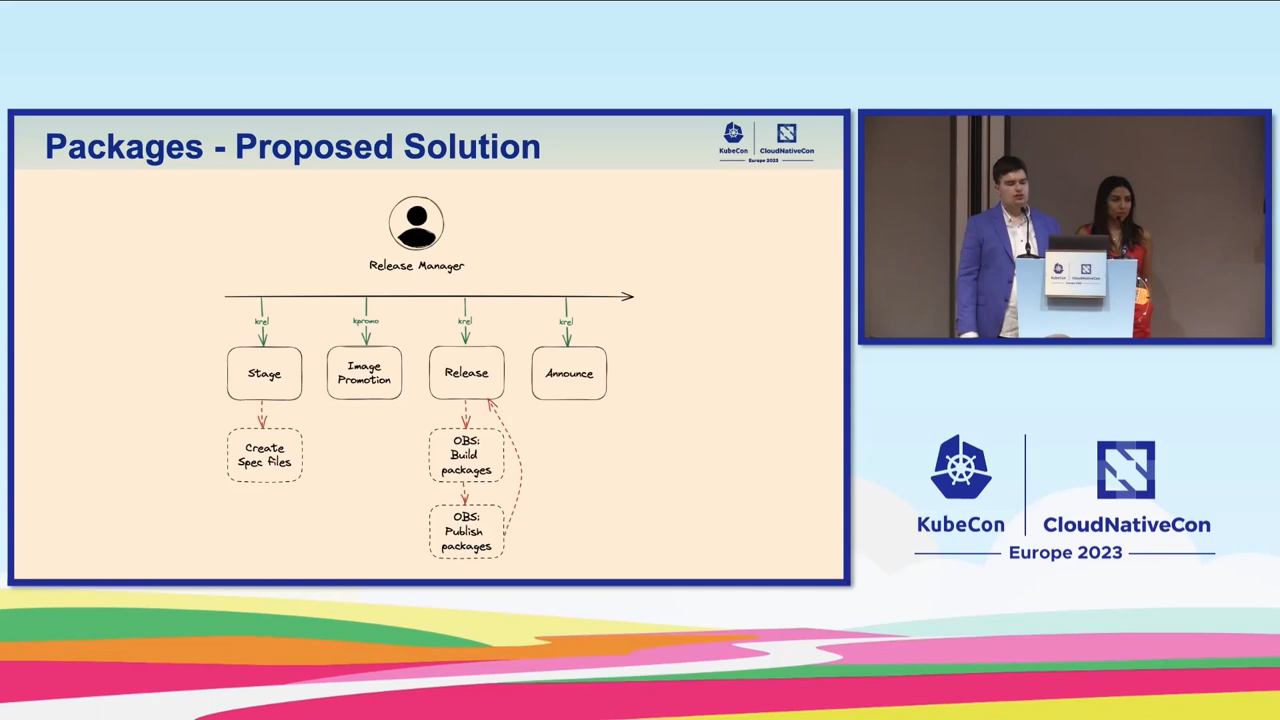 Packages - Proposed Solution
KubeCon
CloudNativeCon
Europe 2023
Release Manager
krel
kpromo
krel
krel
Stage
Image
Promotion
Release
Announce
Create
Spec files
OBS:
Build
packages
OBS:
Publish
packages
KubeCon
CloudNativeCon
Europe 2023